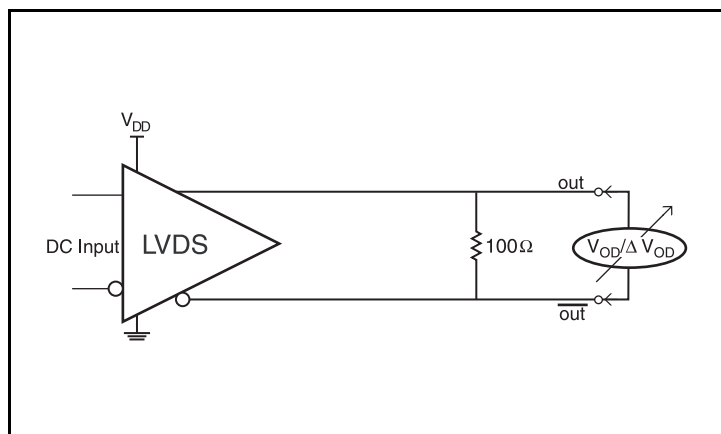 V_DD
out
DC Input
LVDS
100Ω
V_OD/Δ V_OD
out